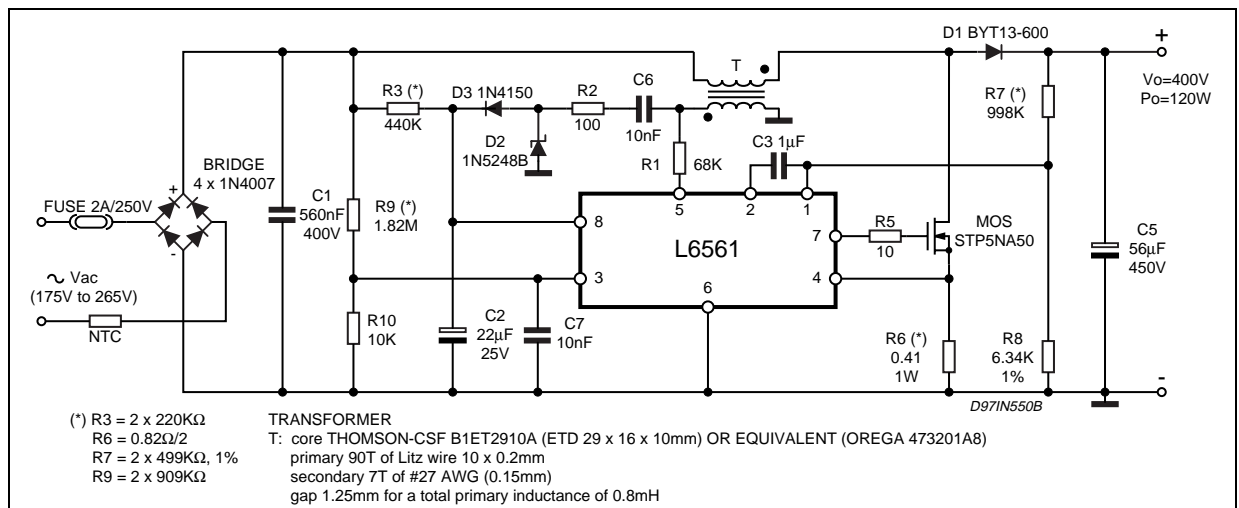 D1 BYT13-600
+
Vo=400V
Po=120W
T
R3 (*)
440K
D3 1N4150
R2
100
C6
10nF
R7 (*)
998K
D2
1N5248B
R1
68K
C3 1µF
BRIDGE
4 x 1N4007
+
-
FUSE 2A/250V
C1
560nF
400V
R9 (*)
1.82M
5
2
1
8
7
3
4
6
L6561
R5
10
MOS
STP5NA50
C5
56µF
450V
~ Vac
(175V to 265V)
NTC
R10
10K
C2
22µF
25V
C7
10nF
R6 (*)
0.41
1W
R8
6.34K
1%
-
D97IN550B
(*) R3 = 2 x 220KΩ
R6 = 0.82Ω/2
R7 = 2 x 499KΩ, 1%
R9 = 2 x 909KΩ
TRANSFORMER
T: core THOMSON-CSF B1ET2910A (ETD 29 x 16 x 10mm) OR EQUIVALENT (OREGA 473201A8)
primary 90T of Litz wire 10 x 0.2mm
secondary 7T of #27 AWG (0.15mm)
gap 1.25mm for a total primary inductance of 0.8mH